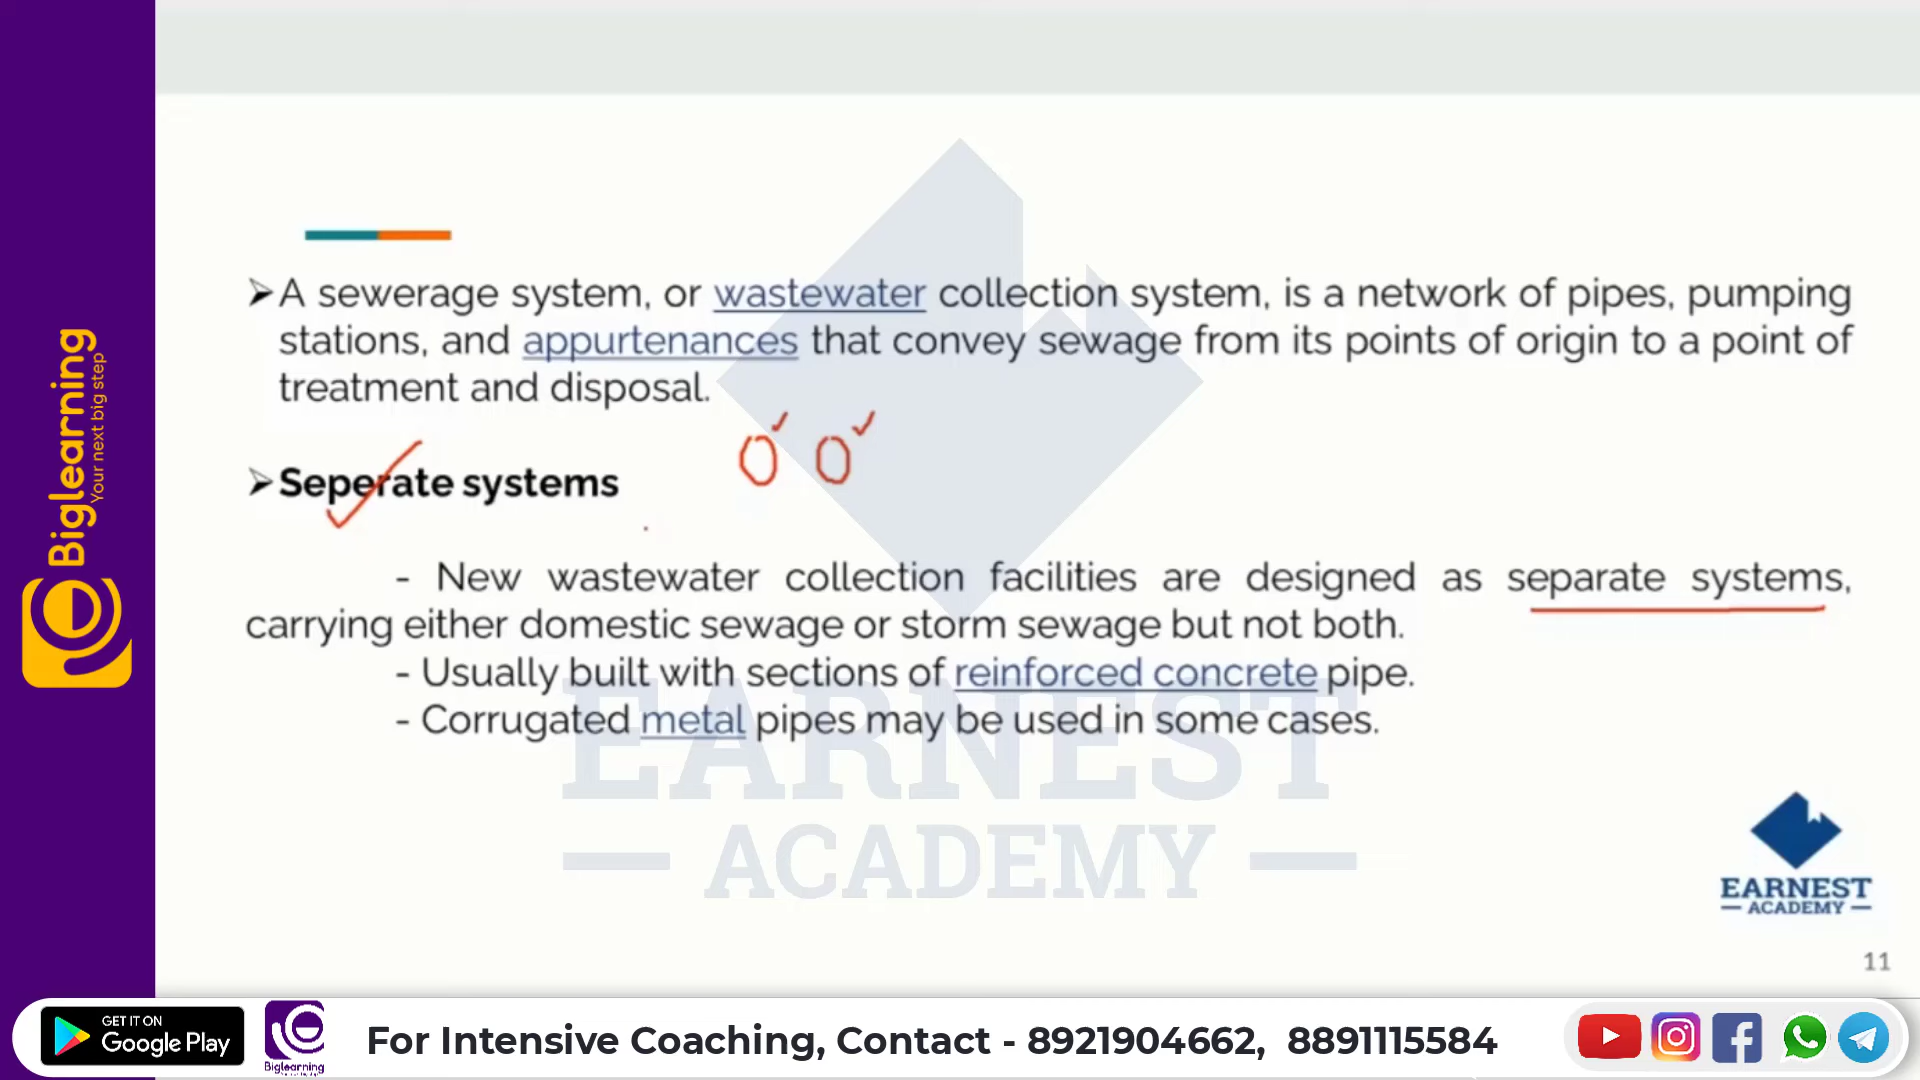 Biglearning
Your next big step
➢A sewerage system, or wastewater collection system, is a network of pipes, pumping
stations, and appurtenances that convey sewage from its points of origin to a point of
treatment and disposal.
➢Seperate systems
- New wastewater collection facilities are designed as separate systems,
carrying either domestic sewage or storm sewage but not both.
- Usually built with sections of reinforced concrete pipe.
- Corrugated metal pipes may be used in some cases.
EARNEST
ACADEMY
EARNEST
ACADEMY
11
GET IT ON
Google Play
Biglearning
For Intensive Coaching, Contact - 8921904662, 8891115584